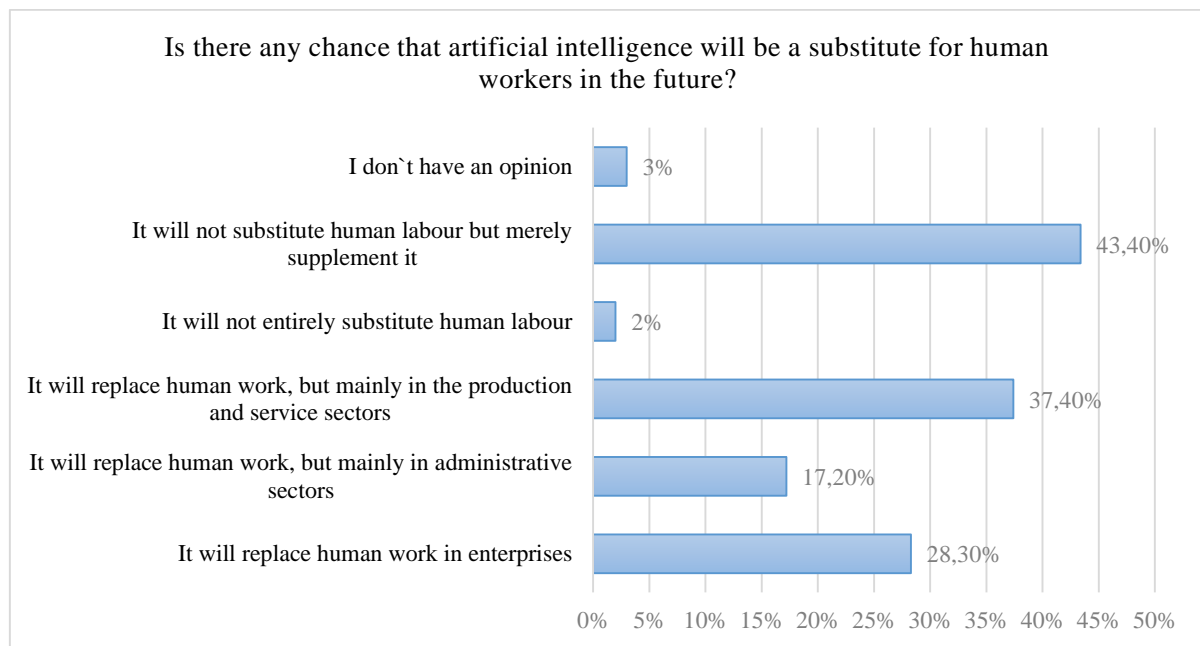 Is there any chance that artificial intelligence will be a substitute for human
workers in the future?
I don`t have an opinion
3%
It will not substitute human labour but merely
supplement it
43,40%
It will not entirely substitute human labour
2%
It will replace human work, but mainly in the production
and service sectors
37,40%
It will replace human work, but mainly in administrative
sectors
17,20%
It will replace human work in enterprises
28,30%
0% 5% 10% 15% 20% 25% 30% 35% 40% 45% 50%